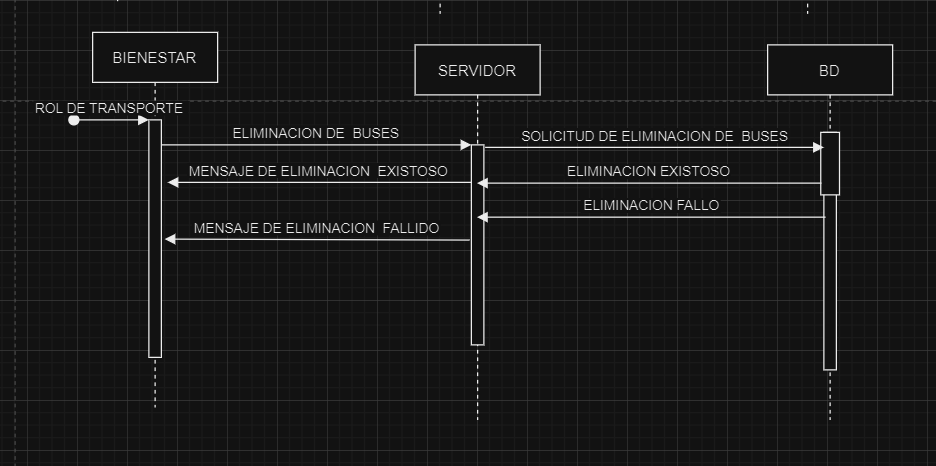 BIENESTAR
SERVIDOR
BD
ROL DE TRANSPORTE
ELIMINACION DE BUSES
SOLICITUD DE ELIMINACION DE BUSES
MENSAJE DE ELIMINACION EXISTOSO
ELIMINACION EXISTOSO
ELIMINACION FALLO
MENSAJE DE ELIMINACION FALLIDO